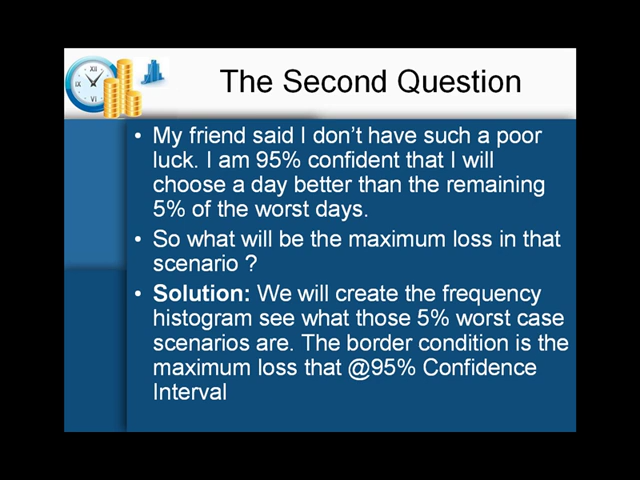 The Second Question
• My friend said I don't have such a poor
luck. I am 95% confident that I will
choose a day better than the remaining
5% of the worst days.
• So what will be the maximum loss in that
scenario ?
• Solution: We will create the frequency
histogram see what those 5% worst case
scenarios are. The border condition is the
maximum loss that @95% Confidence
Interval
XII
IX
VI